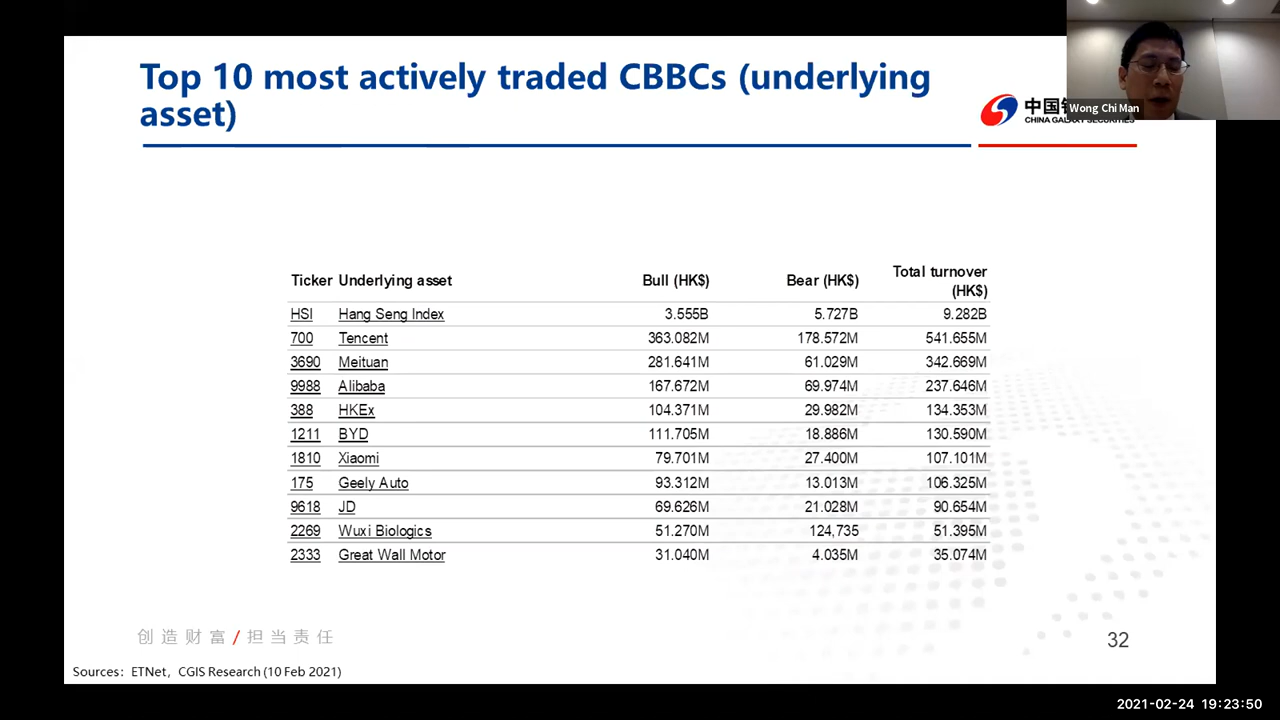 Top 10 most actively traded CBBCs (underlying
asset)
中国
CHINA GALAXY SECURITIES
Wong Chi Man
Ticker Underlying asset Bull (HK$) Bear (HK$) Total turnover (HK$)
HSI Hang Seng Index 3.555B 5.727B 9.282B
700 Tencent 363.082M 178.572M 541.655M
3690 Meituan 281.641M 61.029M 342.669M
9988 Alibaba 167.672M 69.974M 237.646M
388 HKEx 104.371M 29.982M 134.353M
1211 BYD 111.705M 18.886M 130.590M
1810 Xiaomi 79.701M 27.400M 107.101M
175 Geely Auto 93.312M 13.013M 106.325M
9618 JD 69.626M 21.028M 90.654M
2269 Wuxi Biologics 51.270M 124,735 51.395M
2333 Great Wall Motor 31.040M 4.035M 35.074M
创造财富/担当责任
32
Sources：ETNet，CGIS Research (10 Feb 2021)
2021-02-24 19:23:50